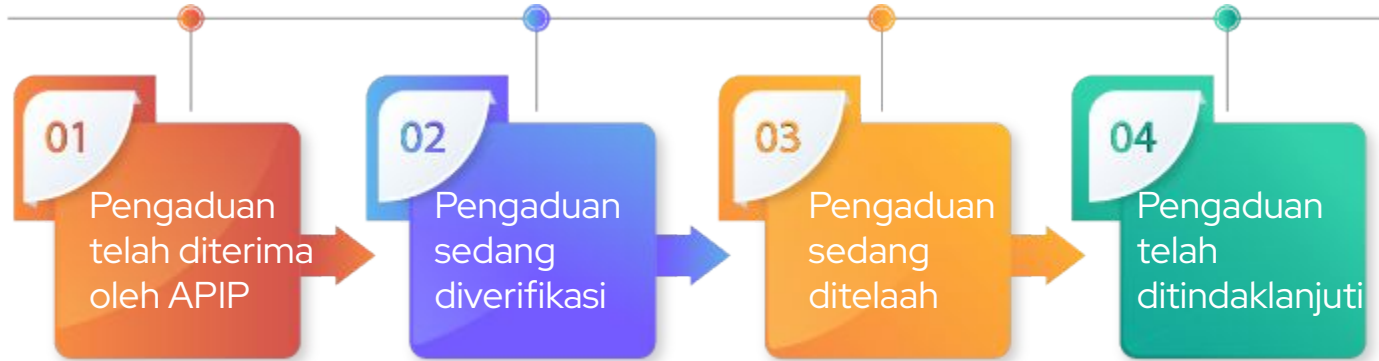 01
Pengaduan
telah diterima
oleh APIP
02
Pengaduan
sedang
diverifikasi
03
Pengaduan
sedang
ditelaah
04
Pengaduan
telah
ditindaklanjuti